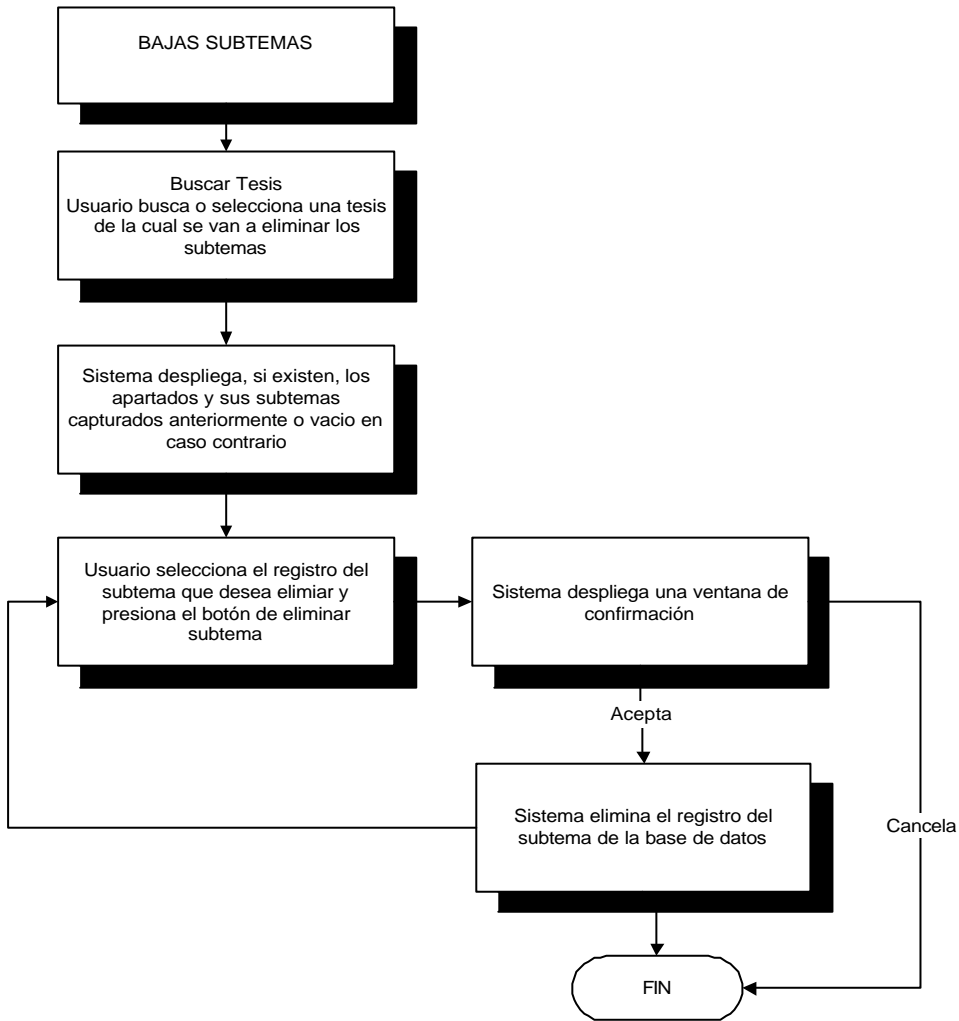 BAJAS SUBTEMAS
Buscar Tesis
Usuario busca o selecciona una tesis
de la cual se van a eliminar los
subtemas
Sistema despliega, si existen, los
apartados y sus subtemas
capturados anteriormente o vacio en
caso contrario
Usuario selecciona el registro del
subtema que desea elimiar y
presiona el botón de eliminar
subtema
Sistema despliega una ventana de
confirmación
Acepta
Sistema elimina el registro del
subtema de la base de datos
Cancela
FIN